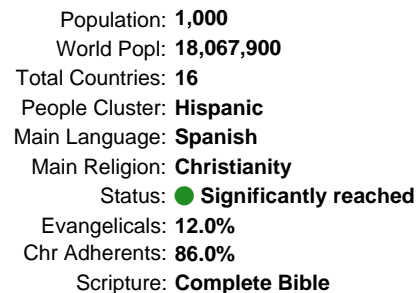 Population: 1,000
World Popl: 18,067,900
Total Countries: 16
People Cluster: Hispanic
Main Language: Spanish
Main Religion: Christianity
Status: Significantly reached
Evangelicals: 12.0%
Chr Adherents: 86.0%
Scripture: Complete Bible